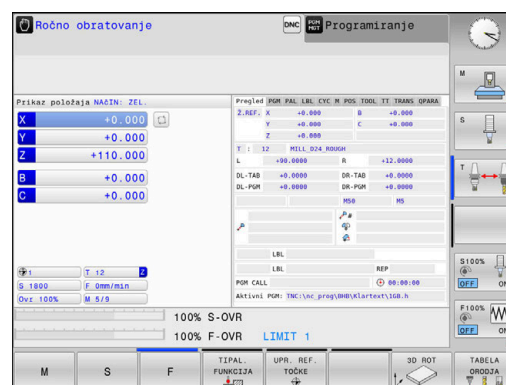 Ročno obratovanje
DNC
PGM MGT
Programiranje
Prikaz položaja NAČIN: ŽEL.
X +0.000
Y +0.000
Z +110.000
B +0.000
C +0.000
1 T 12 Z
S 1800 F 0mm/min
Ovr 100% M 5/9
Pregled PGM PAL LBL CYC M POS TOOL TT TRANS QPARA
Ž.REF. X +0.000 B +0.000
Y +0.000 C +0.000
Z +0.000
T : 12 MILL_D24_ROUGH
L +90.0000 R +12.0000
DL-TAB +0.0000 DR-TAB +0.0000
DL-PGM +0.0000 DR-PGM +0.0000
M50 M5
P#
LBL
LBL REP
PGM CALL 00:00:00
Aktivni PGM: TNC:\nc_prog\BHB\Klartext\1GB.h
100% S-OVR
100% F-OVR LIMIT 1
M
S
F
TIPAL. FUNKCIJA
UPR. REF. TOČKE
3D ROT
TABELA ORODJA
M
S
T
S100%
OFF ON
F100%
OFF ON